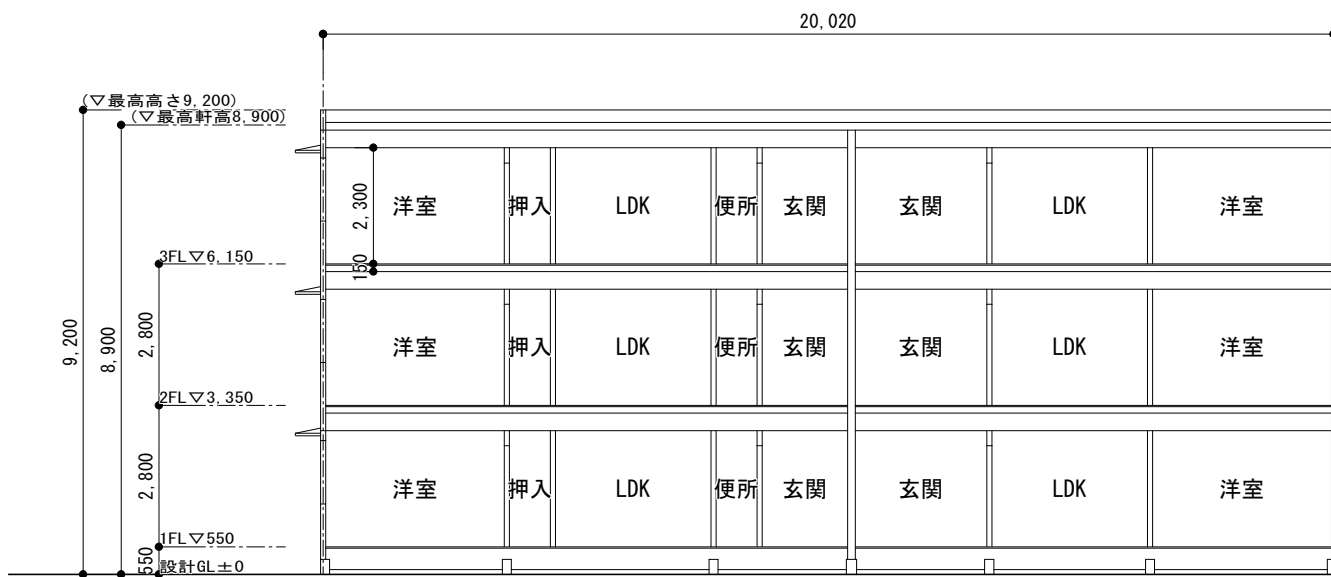 20,020
(▽最高高さ9,200)
(▽最高軒高8,900)
2,300
洋室 押入 LDK 便所 玄関 玄関 LDK 洋室
3FL▽6,150
150
9,200
8,900
2,800
洋室 押入 LDK 便所 玄関 玄関 LDK 洋室
2FL▽3,350
2,800
洋室 押入 LDK 便所 玄関 玄関 LDK 洋室
1FL▽550
550
設計GL±0